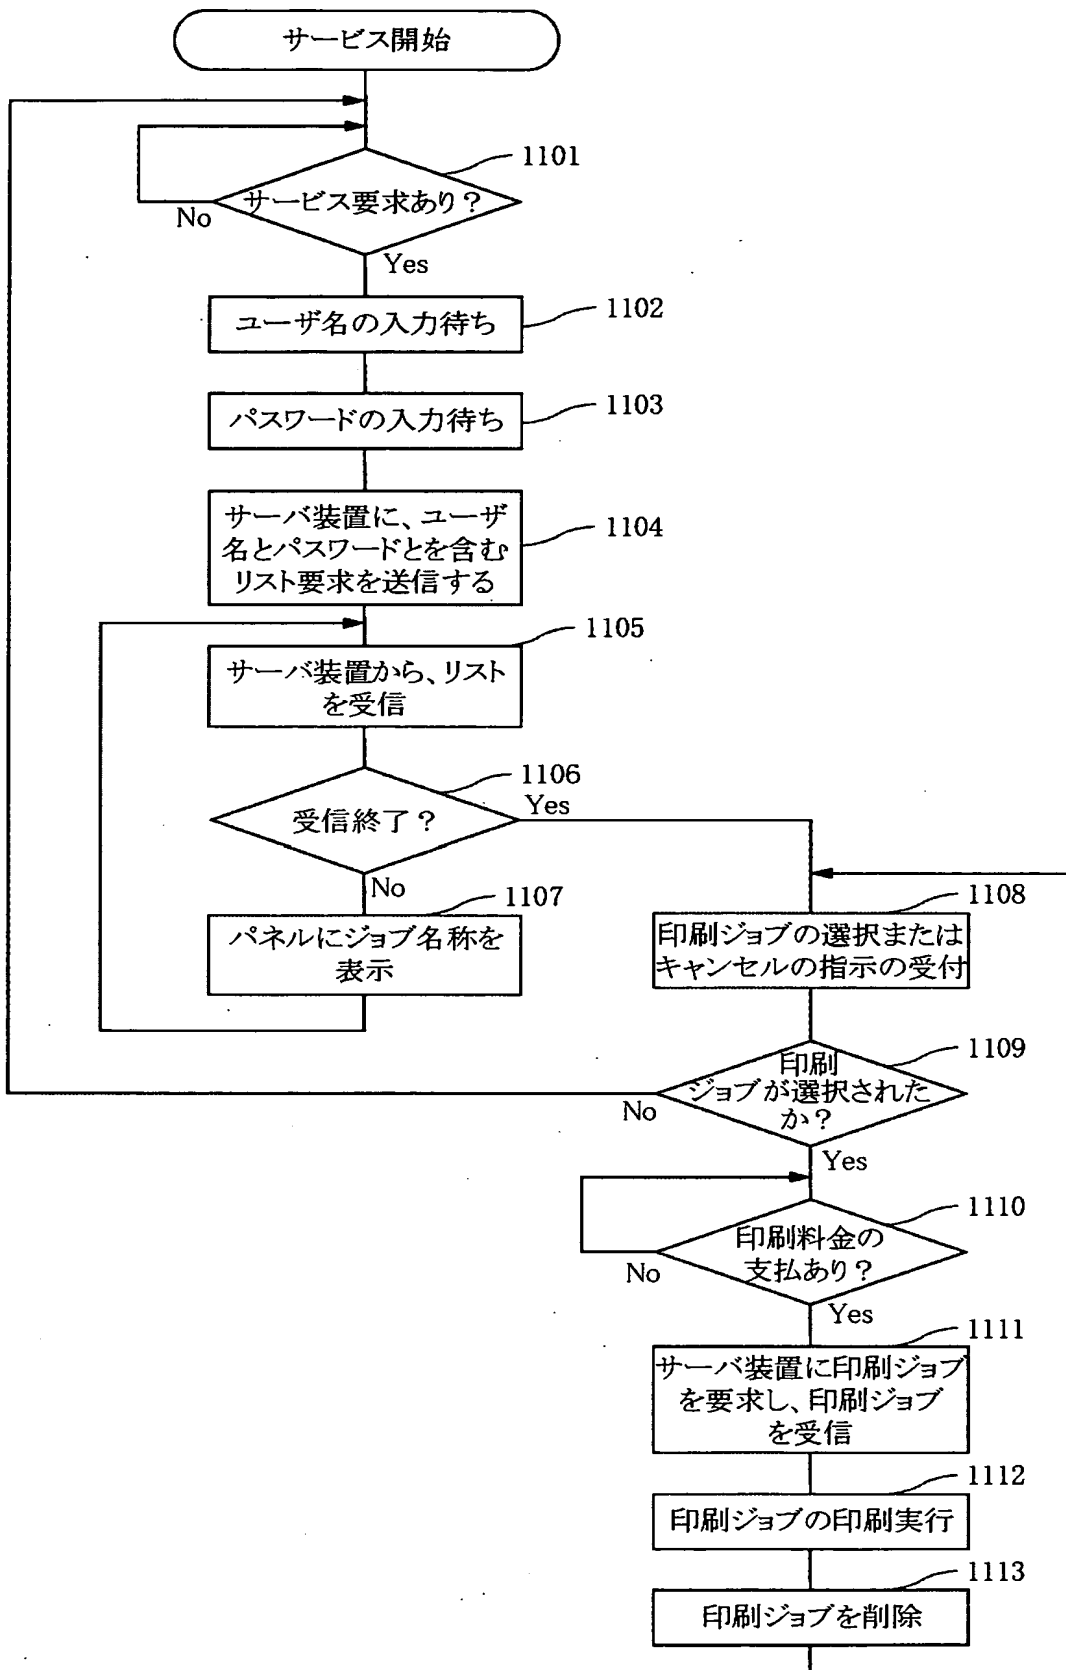 サービス開始
1101
サービス要求あり?
No
Yes
1102
ユーザ名の入力待ち
1103
パスワードの入力待ち
1104
サーバ装置に、ユーザ
名とパスワードとを含む
リスト要求を送信する
1105
サーバ装置から、リスト
を受信
1106
受信終了?
Yes
No
1107
パネルにジョブ名称を
表示
1108
印刷ジョブの選択または
キャンセルの指示の受付
1109
印刷
ジョブが選択された
か?
No
Yes
1110
印刷料金の
支払あり?
No
Yes
1111
サーバ装置に印刷ジョブ
を要求し、印刷ジョブ
を受信
1112
印刷ジョブの印刷実行
1113
印刷ジョブを削除